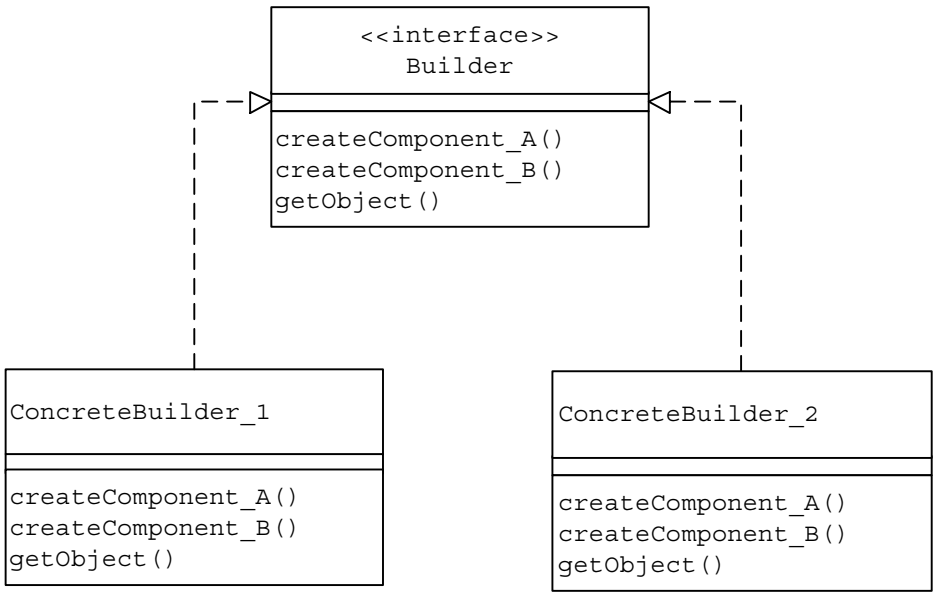 <<interface>>
Builder
createComponent_A()
createComponent_B()
getObject()
ConcreteBuilder_1
createComponent_A()
createComponent_B()
getObject()
ConcreteBuilder_2
createComponent_A()
createComponent_B()
getObject()